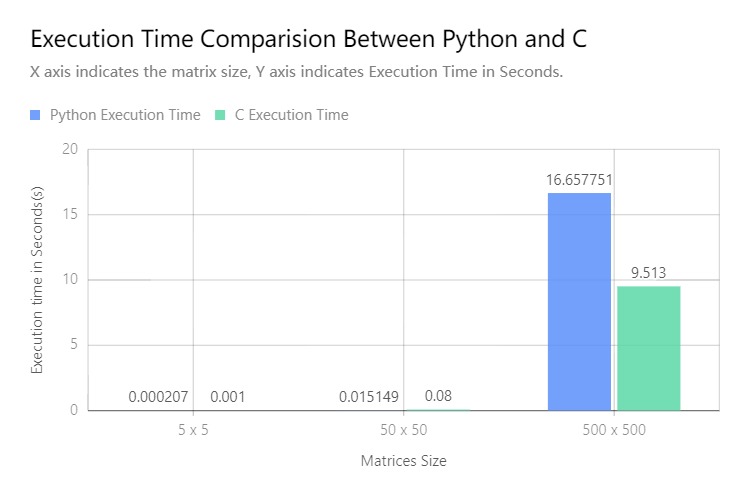 Execution Time Comparision Between Python and C
X axis indicates the matrix size, Y axis indicates Execution Time in Seconds.
Python Execution Time C Execution Time
20
15
10
5
0
Execution time in Seconds(s)
0.000207 0.001
0.015149 0.08
16.657751
9.513
5 x 5 50 x 50 500 x 500
Matrices Size